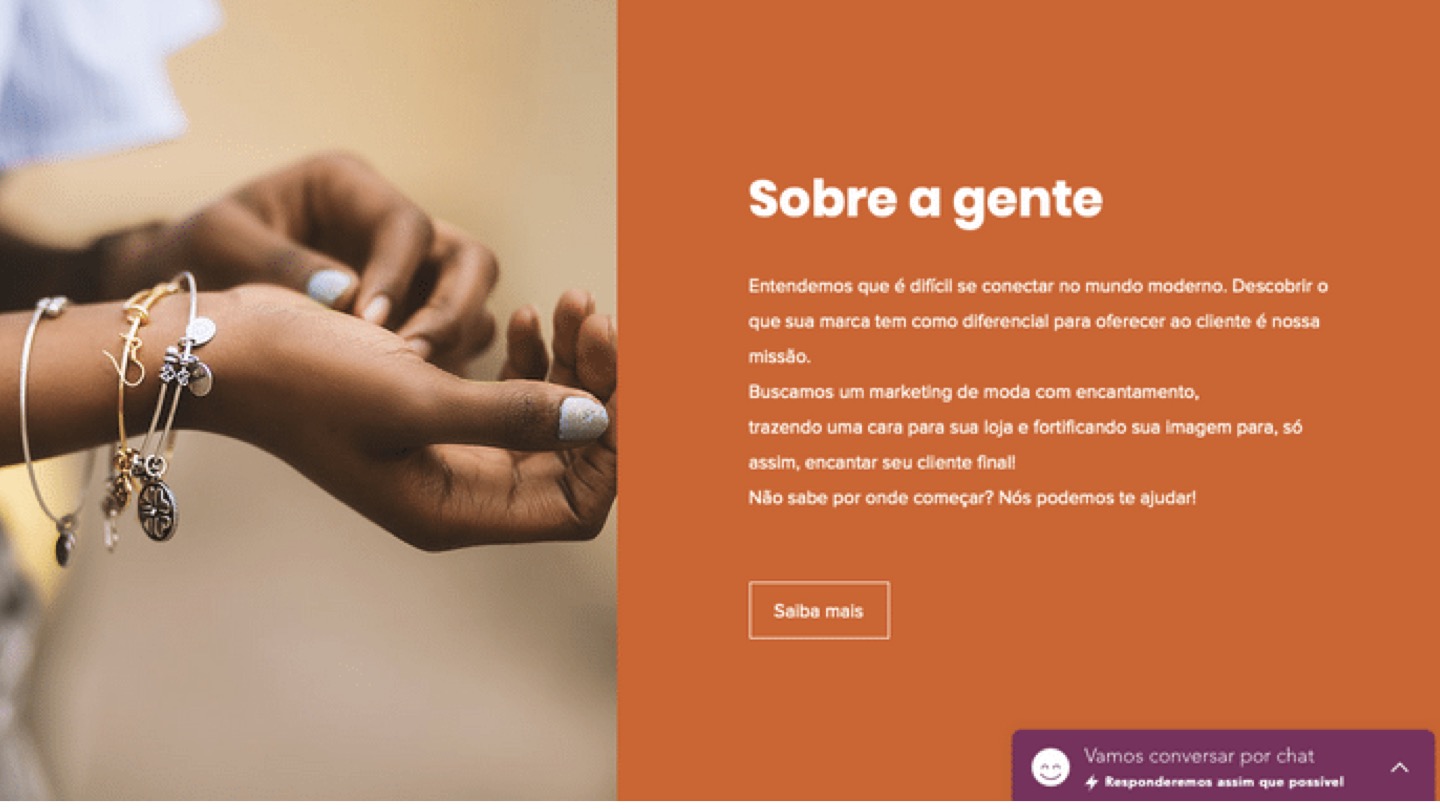 Sobre a gente
Entendemos que é difícil se conectar no mundo moderno. Descobrir o
que sua marca tem como diferencial para oferecer ao cliente é nossa
missão.
Buscamos um marketing de moda com encantamento,
trazendo uma cara para sua loja e fortificando sua imagem para, só
assim, encantar seu cliente final!
Não sabe por onde começar? Nós podemos te ajudar!
Saiba mais
Vamos conversar por chat
Responderemos assim que possível